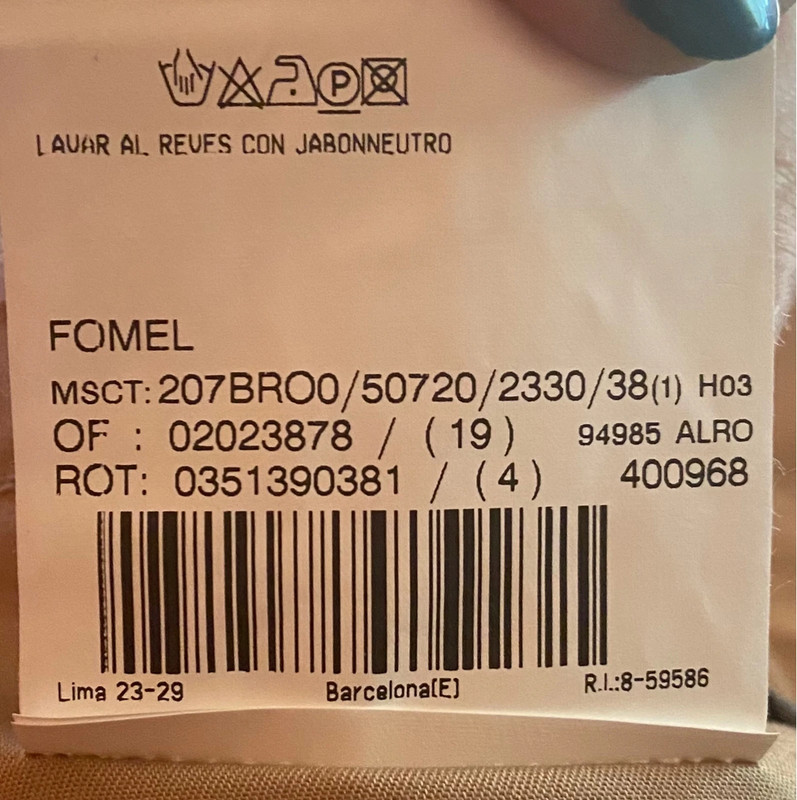 P
LAVAR AL REVES CON JABONNEUTRO
FOMEL
MSCT: 207BRO0/50720/2330/38(1) H03
OF : 02023878 / (19) 94985 ALRO
ROT: 0351390381 / (4) 400968
Lima 23-29 Barcelona(E) R.I.:8-59586